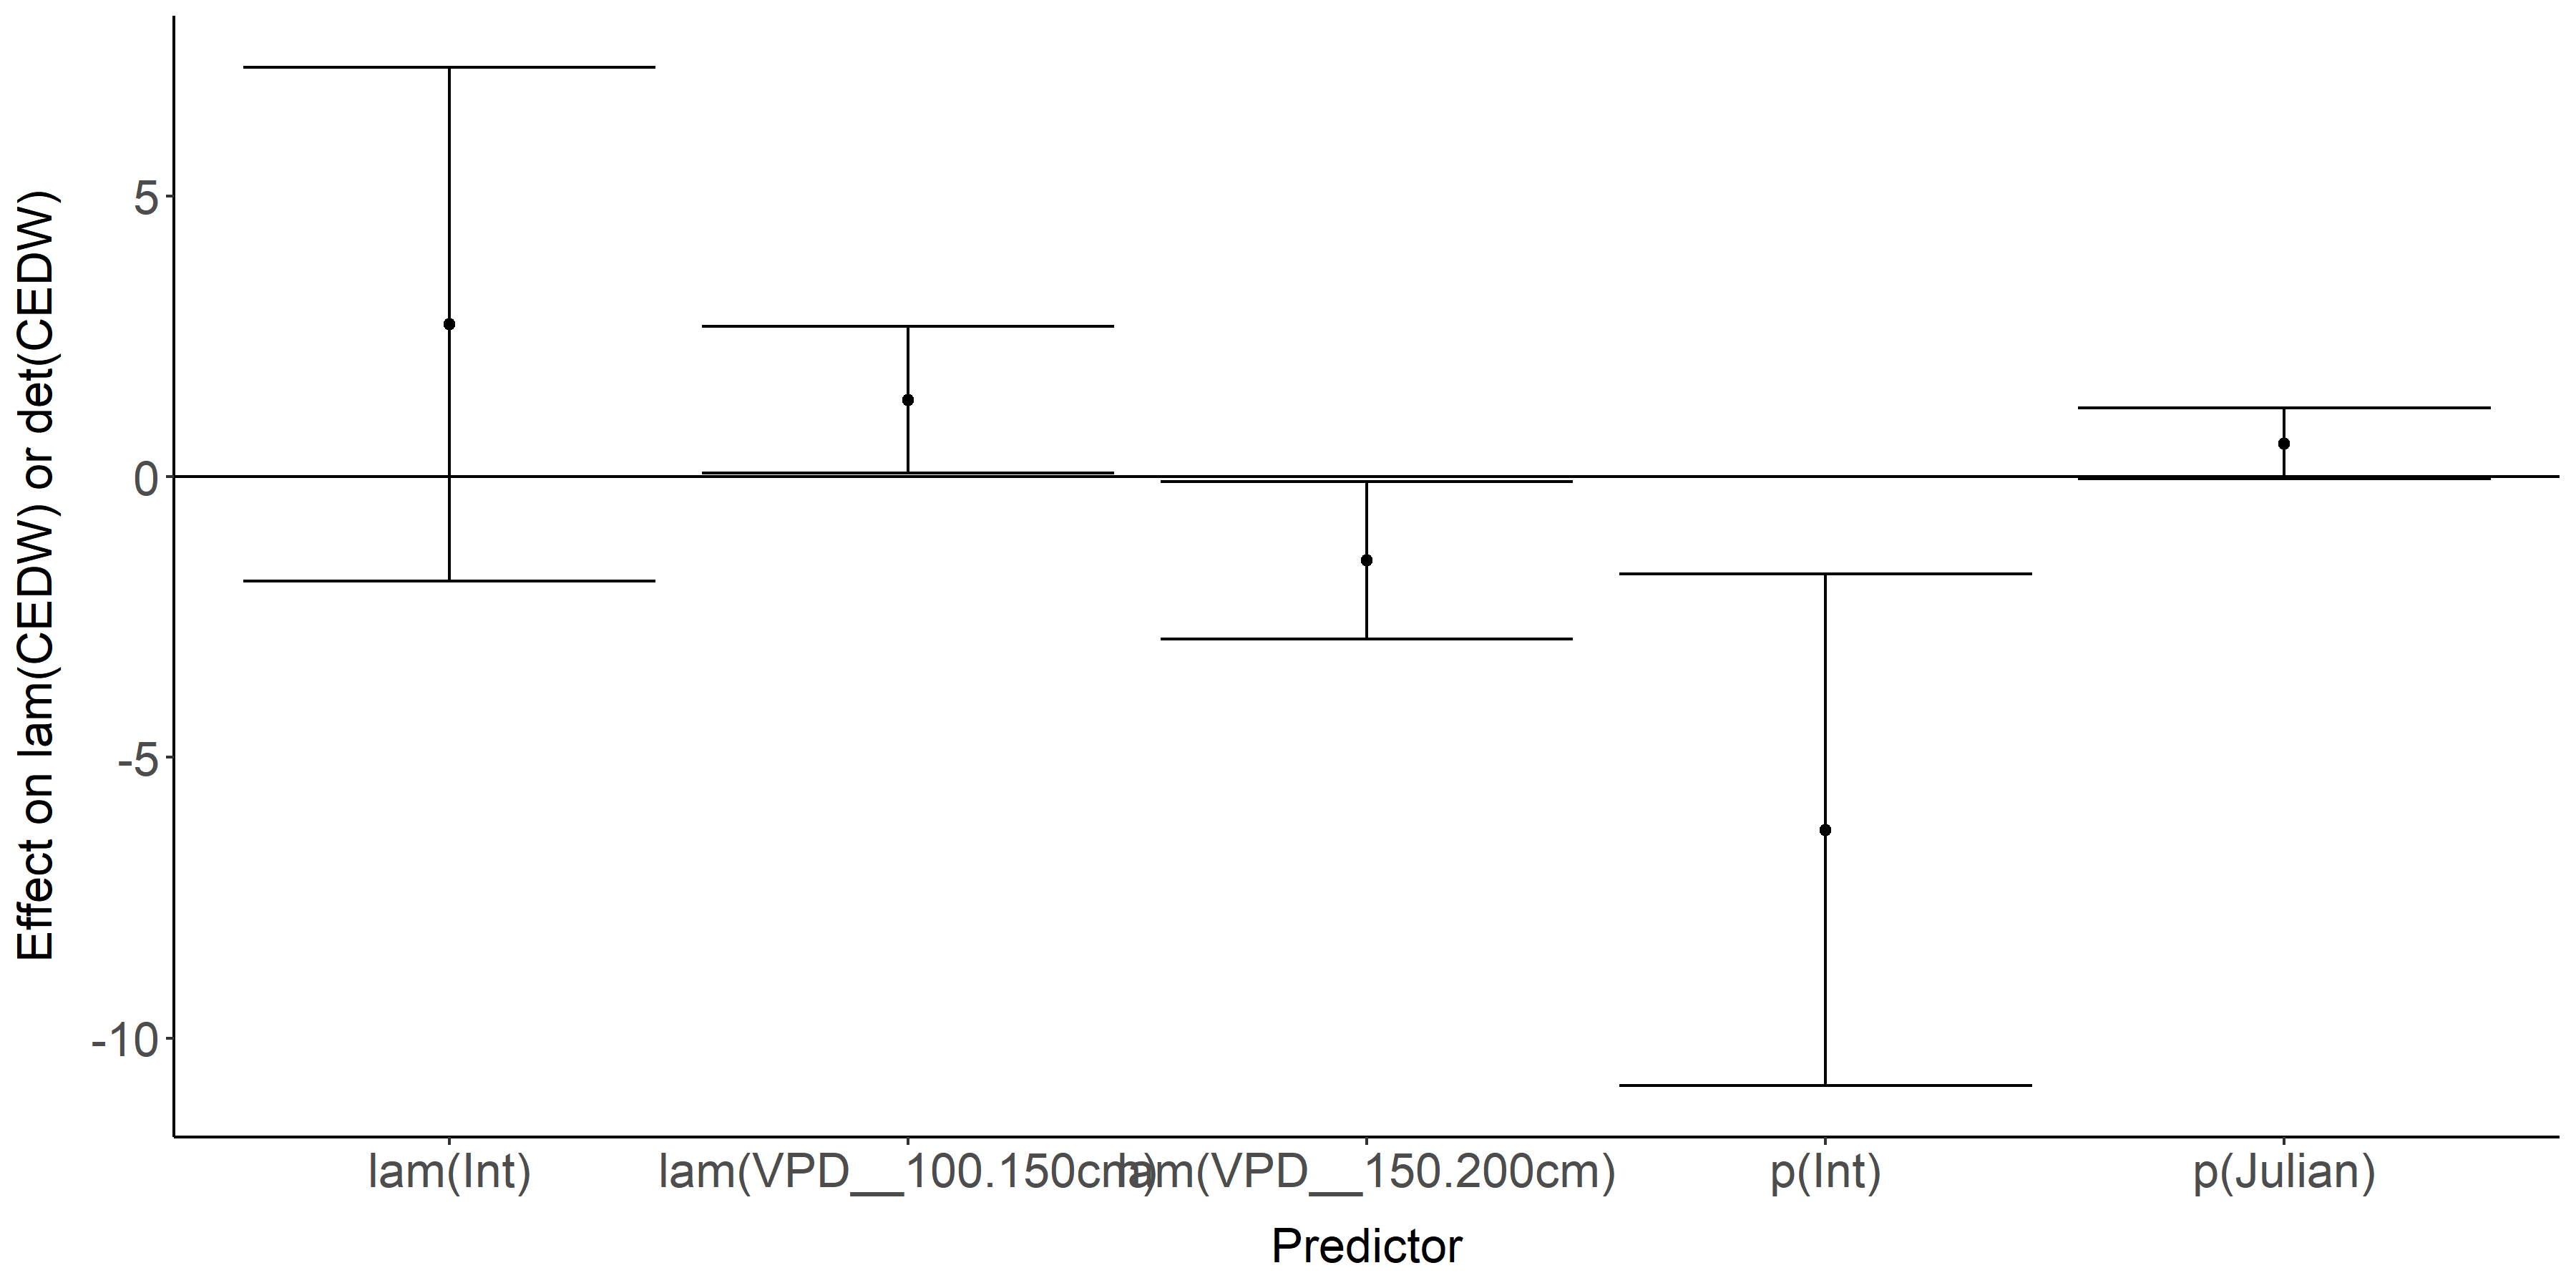 Effect on lam(CEDW) or det(CEDW)
5
0
-5
-10
lam(Int)
lam(VPD__100.150cm)
lam(VPD__150.200cm)
p(Int)
p(Julian)
Predictor